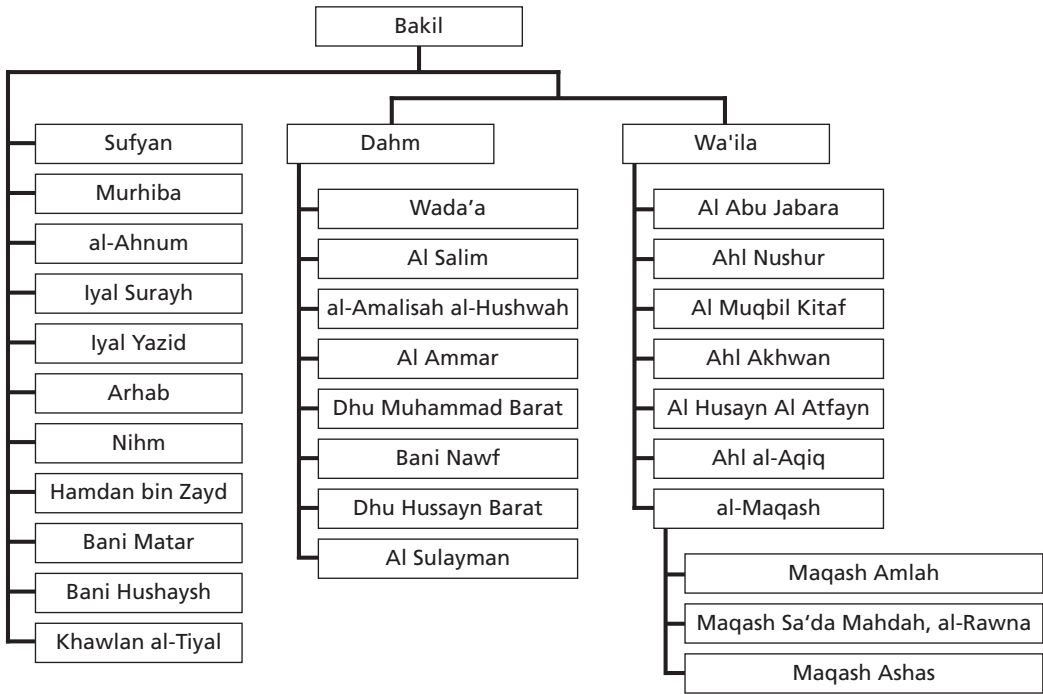 Bakil
Sufyan
Murhiba
al-Ahnum
Iyal Surayh
Iyal Yazid
Arhab
Nihm
Hamdan bin Zayd
Bani Matar
Bani Hushaysh
Khawlan al-Tiyal
Dahm
Wada’a
Al Salim
al-Amalisah al-Hushwah
Al Ammar
Dhu Muhammad Barat
Bani Nawf
Dhu Hussayn Barat
Al Sulayman
Wa'ila
Al Abu Jabara
Ahl Nushur
Al Muqbil Kitaf
Ahl Akhwan
Al Husayn Al Atfayn
Ahl al-Aqiq
al-Maqash
Maqash Amlah
Maqash Sa’da Mahdah, al-Rawna
Maqash Ashas